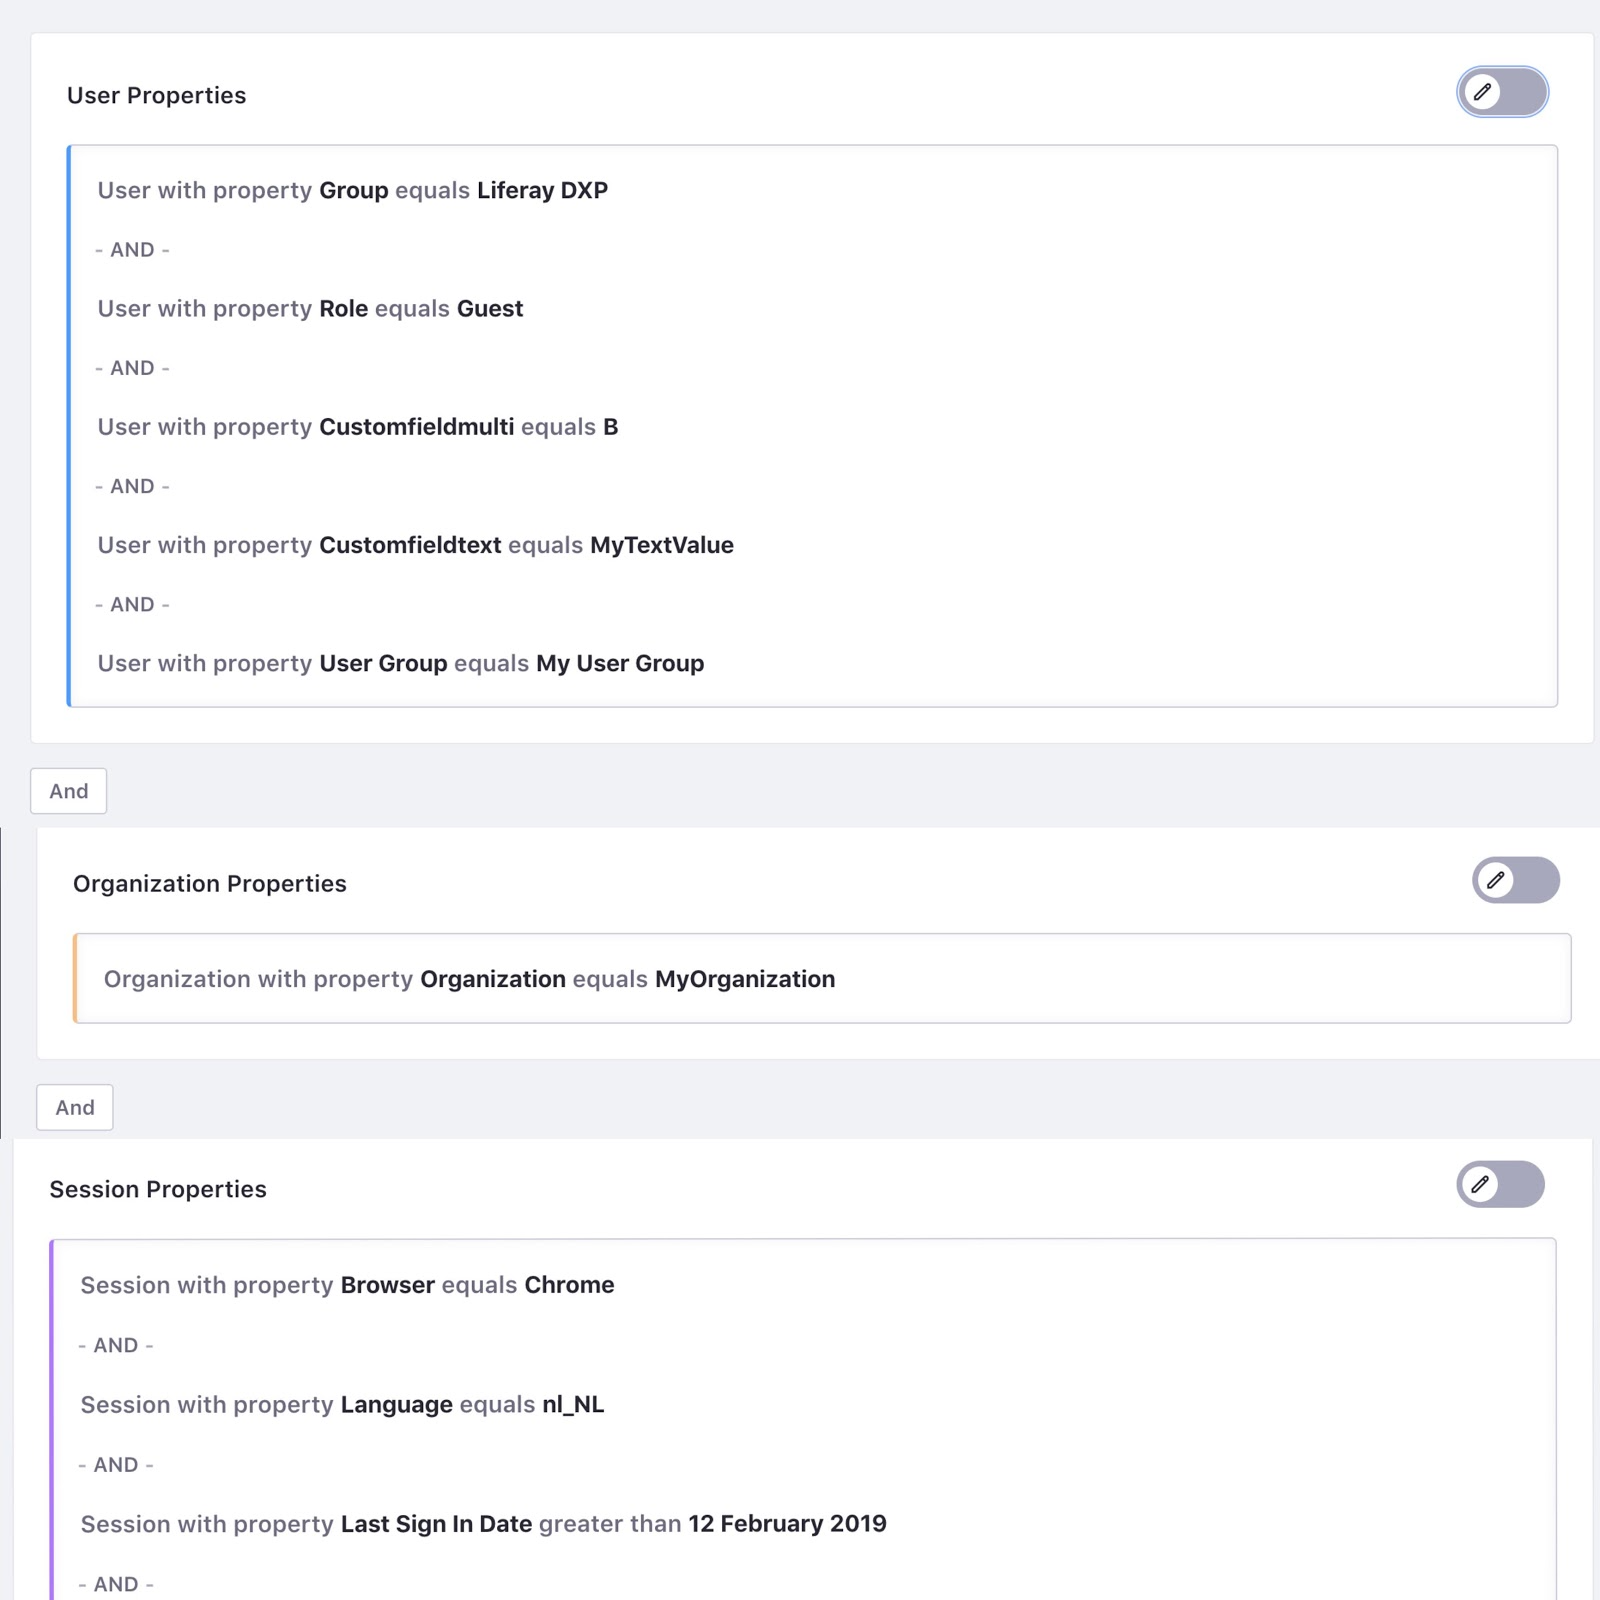 User Properties
User with property Group equals Liferay DXP
- AND -
User with property Role equals Guest
- AND -
User with property Customfieldmulti equals B
- AND -
User with property Customfieldtext equals MyTextValue
- AND -
User with property User Group equals My User Group
And
Organization Properties
Organization with property Organization equals MyOrganization
And
Session Properties
Session with property Browser equals Chrome
- AND -
Session with property Language equals nl_NL
- AND -
Session with property Last Sign In Date greater than 12 February 2019
- AND -